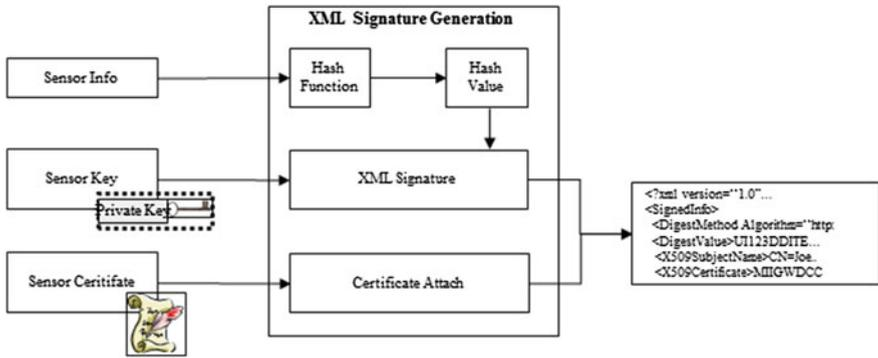 XML Signature Generation
Sensor Info
Hash
Function
Hash
Value
Sensor Key
Private Key
XML Signature
Sensor Ceritifate
Certificate Attach
<?xml version=“1.0”...
<SignedInfo>
<DigestMethod Algorithm=“http:
<DigestValue>UI123DDITE...
<X509SubjectName>CN=Joe..
<X509Certificate>MIIGWDCC